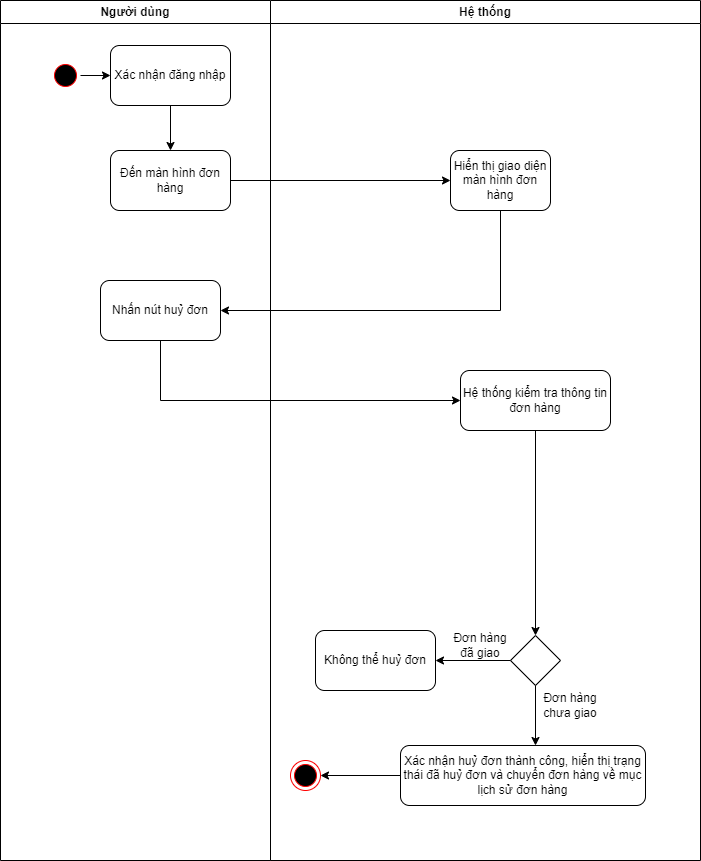 Người dùng
Hệ thống
Xác nhận đăng nhập
Đến màn hình đơn
hàng
Hiển thị giao diện
màn hình đơn
hàng
Nhấn nút huỷ đơn
Hệ thống kiểm tra thông tin
đơn hàng
Đơn hàng
đã giao
Không thể huỷ đơn
Đơn hàng
chưa giao
Xác nhận huỷ đơn thành công, hiển thị trạng
thái đã huỷ đơn và chuyển đơn hàng về mục
lịch sử đơn hàng